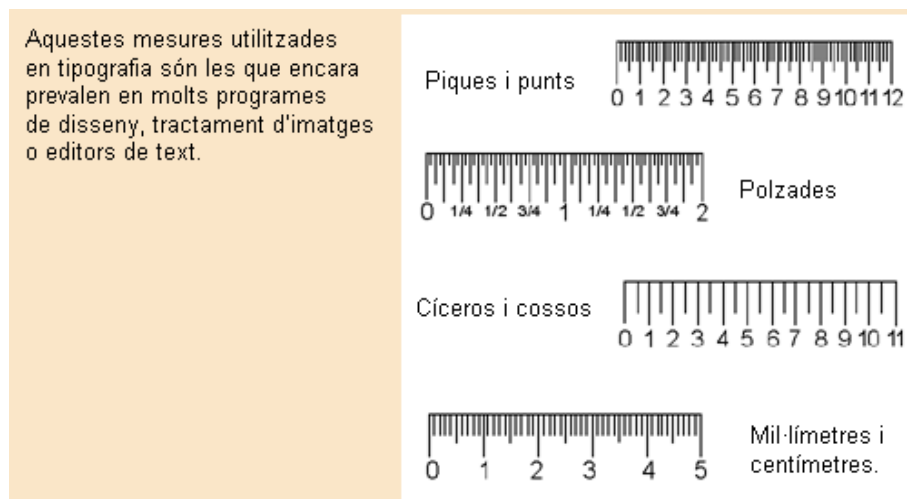 Aquestes mesures utilitzades
en tipografia són les que encara
prevalen en molts programes
de disseny, tractament d'imatges
o editors de text.
Piques i punts
0 1 2 3 4 5 6 7 8 9 10 11 12
0 1/4 1/2 3/4 1 1/4 1/2 3/4 2
Polzades
Cíceros i cossos
0 1 2 3 4 5 6 7 8 9 10 11
0 1 2 3 4 5
Mil·límetres i
centímetres.